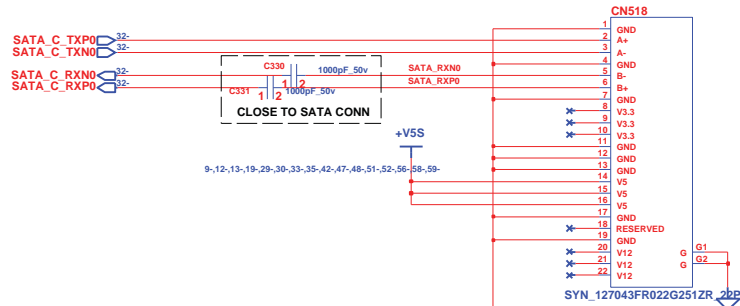 CN518
1 GND
SATA_C_TXP0 32- 2 A+
SATA_C_TXN0 32- 3 A-
4 GND
SATA_C_RXN0 32- C330 1 2 1000pF_50v SATA_RXN0 5 B-
SATA_C_RXP0 32- C331 1 2 1000pF_50v SATA_RXP0 6 B+
7 GND
CLOSE TO SATA CONN
8 V3.3
9 V3.3
10 V3.3
+V5S
11 GND
12 GND
13 GND
9-,12-,13-,19-,29-,30-,33-,35-,42-,47-,48-,51-,52-,56-,58-,59-
14 V5
15 V5
16 V5
17 GND
18 RESERVED
19 GND
20 V12 G G1
21 V12 G G2
22 V12
SYN_127043FR022G251ZR_22P